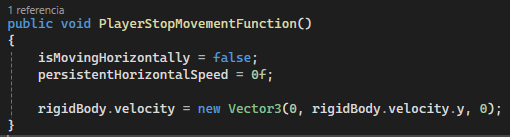 1 referencia
public void PlayerStopMovementFunction()
{
isMovingHorizontally = false;
persistentHorizontalSpeed = 0f;
rigidBody.velocity = new Vector3(0, rigidBody.velocity.y, 0);
}